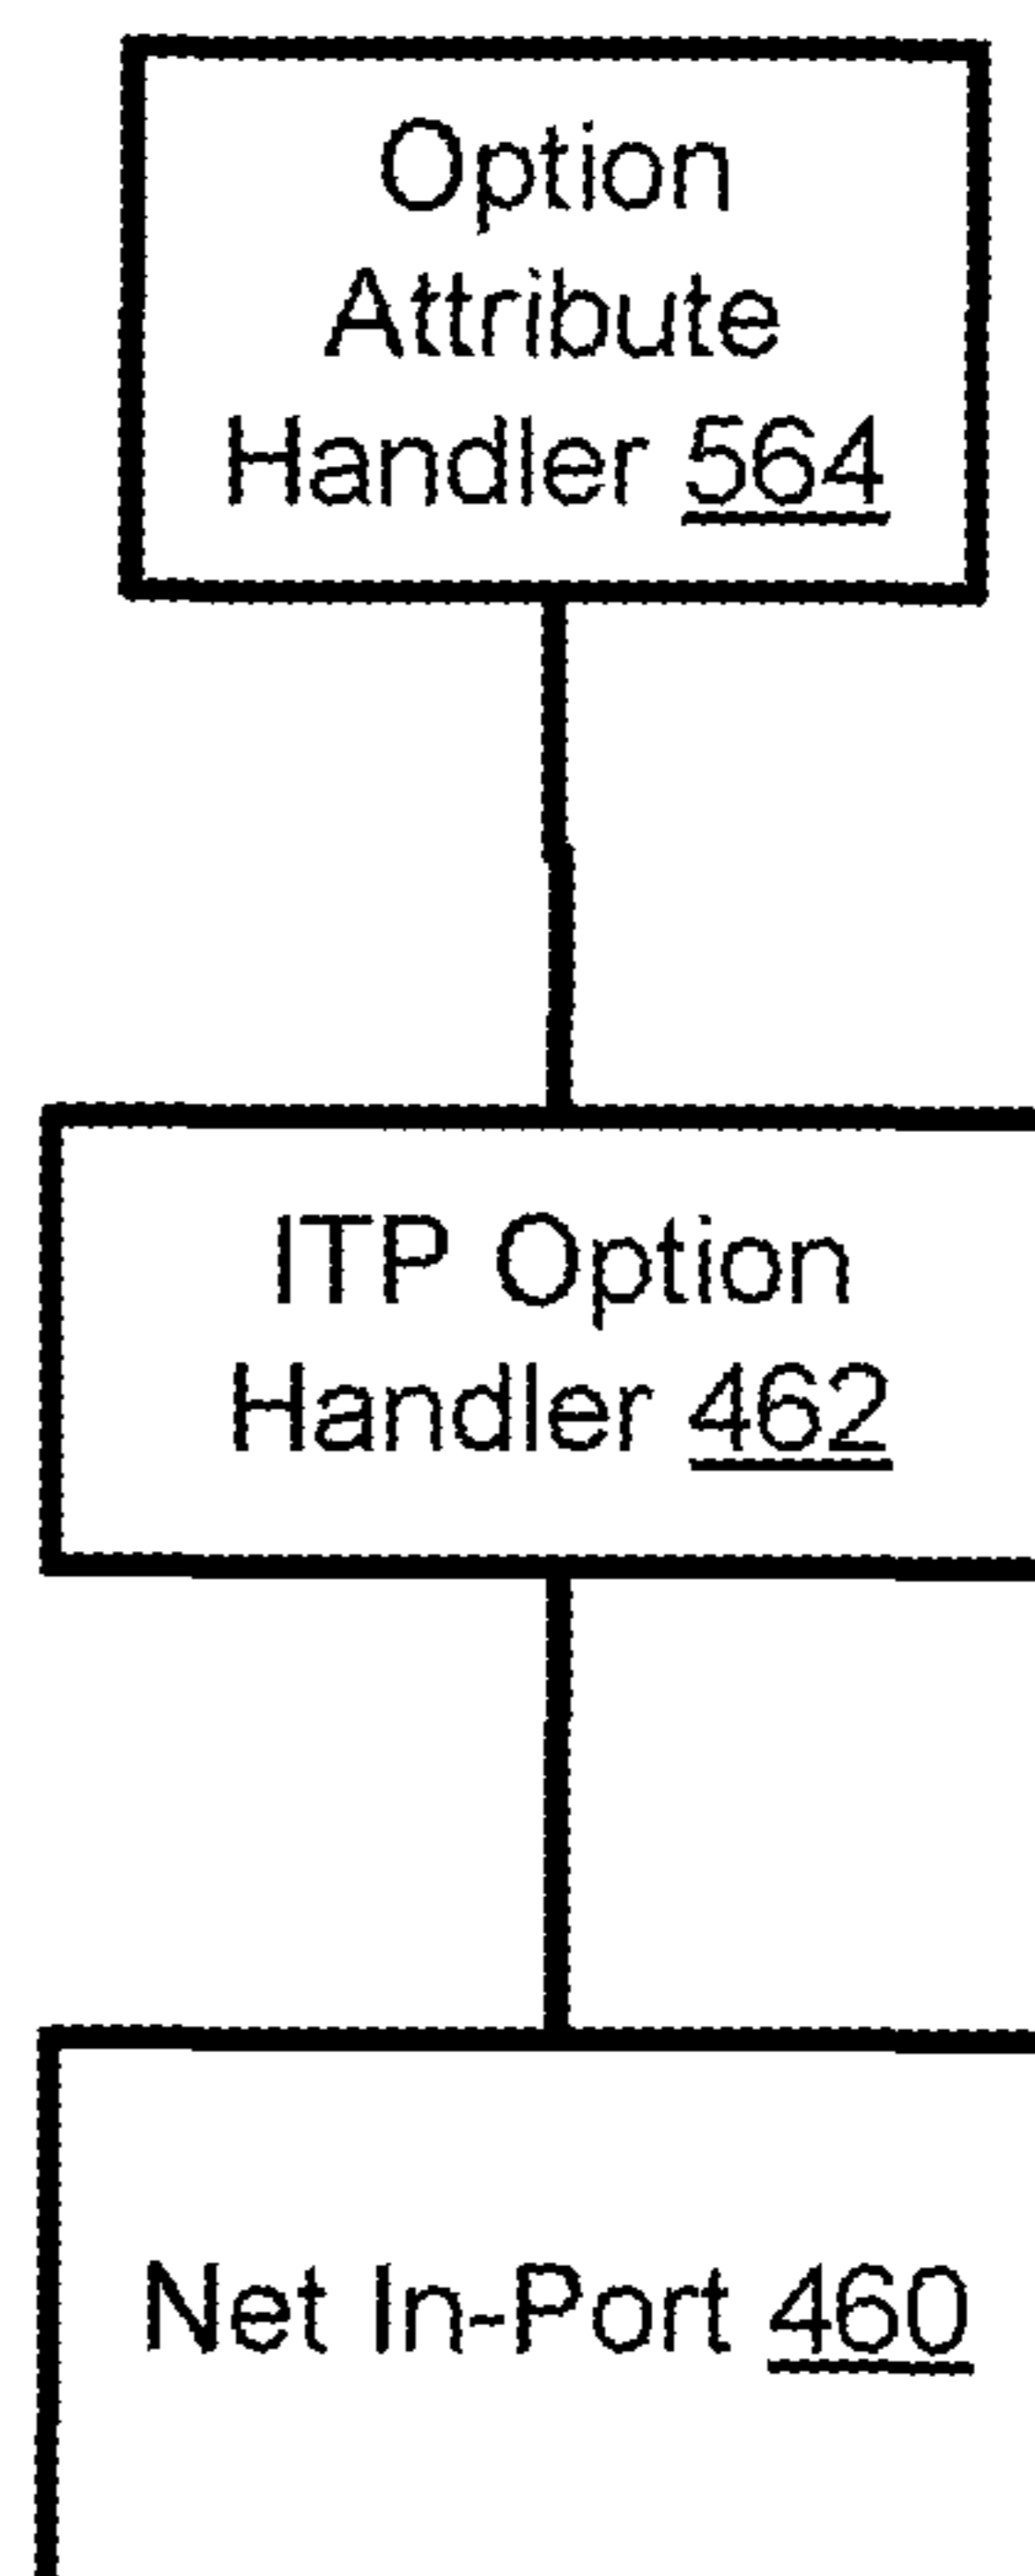 Option
Attribute
Handler 564
ITP Option
Handler 462
Net In-Port 460